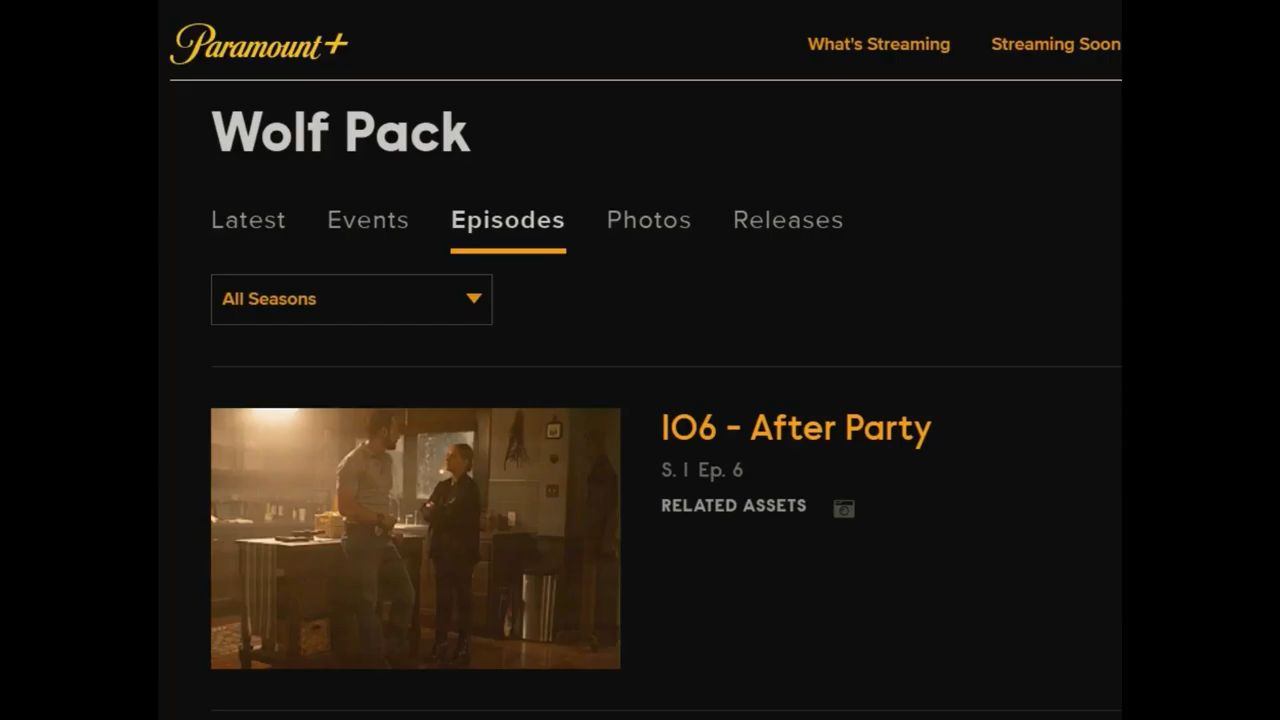 Paramount+
What's Streaming Streaming Soon
Wolf Pack
Latest Events Episodes Photos Releases
All Seasons
106 - After Party
S. 1 Ep. 6
RELATED ASSETS